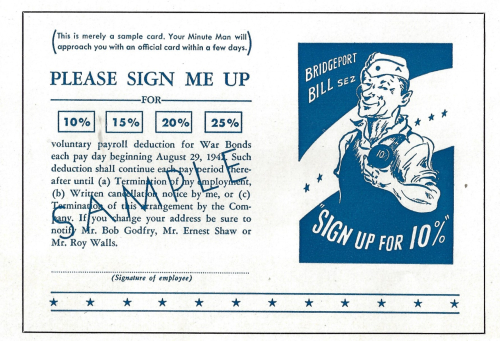 (This is merely a sample card. Your Minute Man will
approach you with an official card within a few days.)
PLEASE SIGN ME UP
FOR
10% 15% 20% 25%
voluntary payroll deduction for War Bonds
each pay day beginning August 29, 1942. Such
deduction shall continue each pay period there-
after until (a) Termination of my employment,
(b) Written cancellation notice by me, or (c)
Termination of this arrangement by the Com-
pany. If you change your address be sure to
notify Mr. Bob Godfry, Mr. Ernest Shaw or
Mr. Roy Walls.
SAMPLE
(Signature of employee)
BRIDGEPORT
BILL SEZ
10
"SIGN UP FOR 10%"